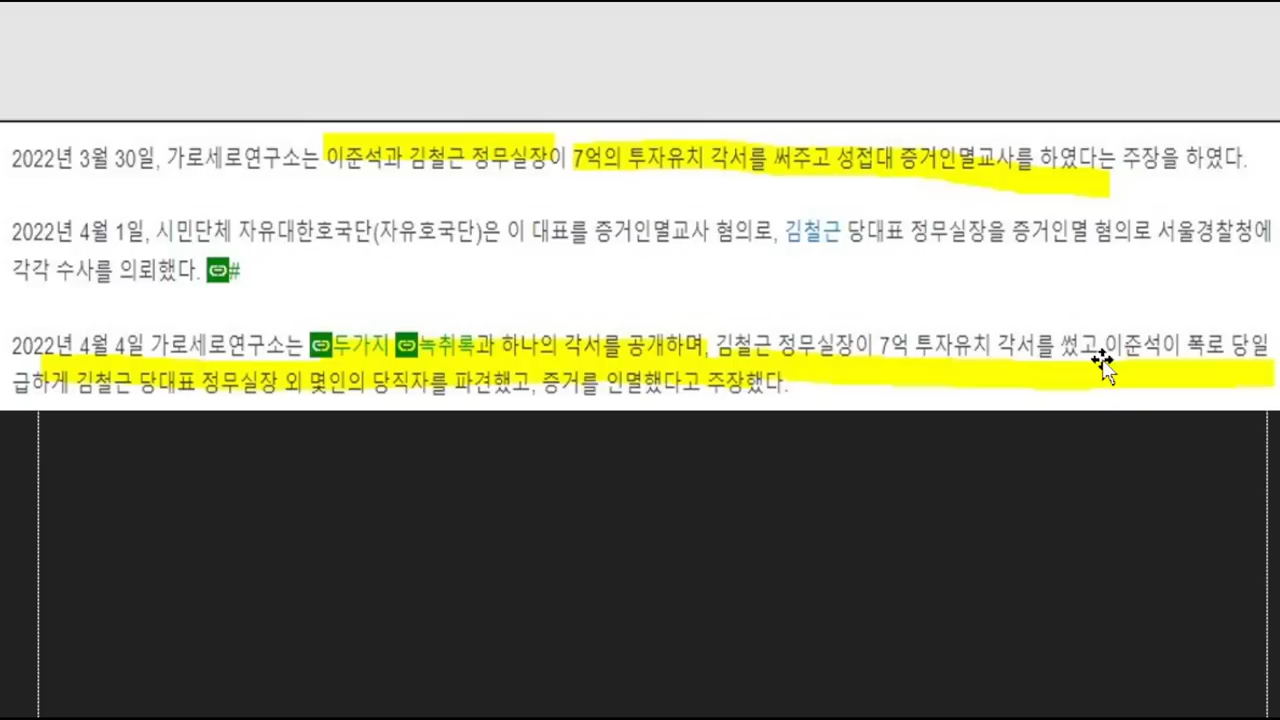 2022년 3월 30일, 가로세로연구소는 이준석과 김철근 정무실장이 7억의 투자유치 각서를 써주고 성접대 증거인멸교사를 하였다는 주장을 하였다.
2022년 4월 1일, 시민단체 자유대한호국단(자유호국단)은 이 대표를 증거인멸교사 혐의로, 김철근 당대표 정무실장을 증거인멸 혐의로 서울경찰청에
각각 수사를 의뢰했다. #
2022년 4월 4일 가로세로연구소는 두가지 녹취록과 하나의 각서를 공개하며, 김철근 정무실장이 7억 투자유치 각서를 썼고, 이준석이 폭로 당일
급하게 김철근 당대표 정무실장 외 몇인의 당직자를 파견했고, 증거를 인멸했다고 주장했다.